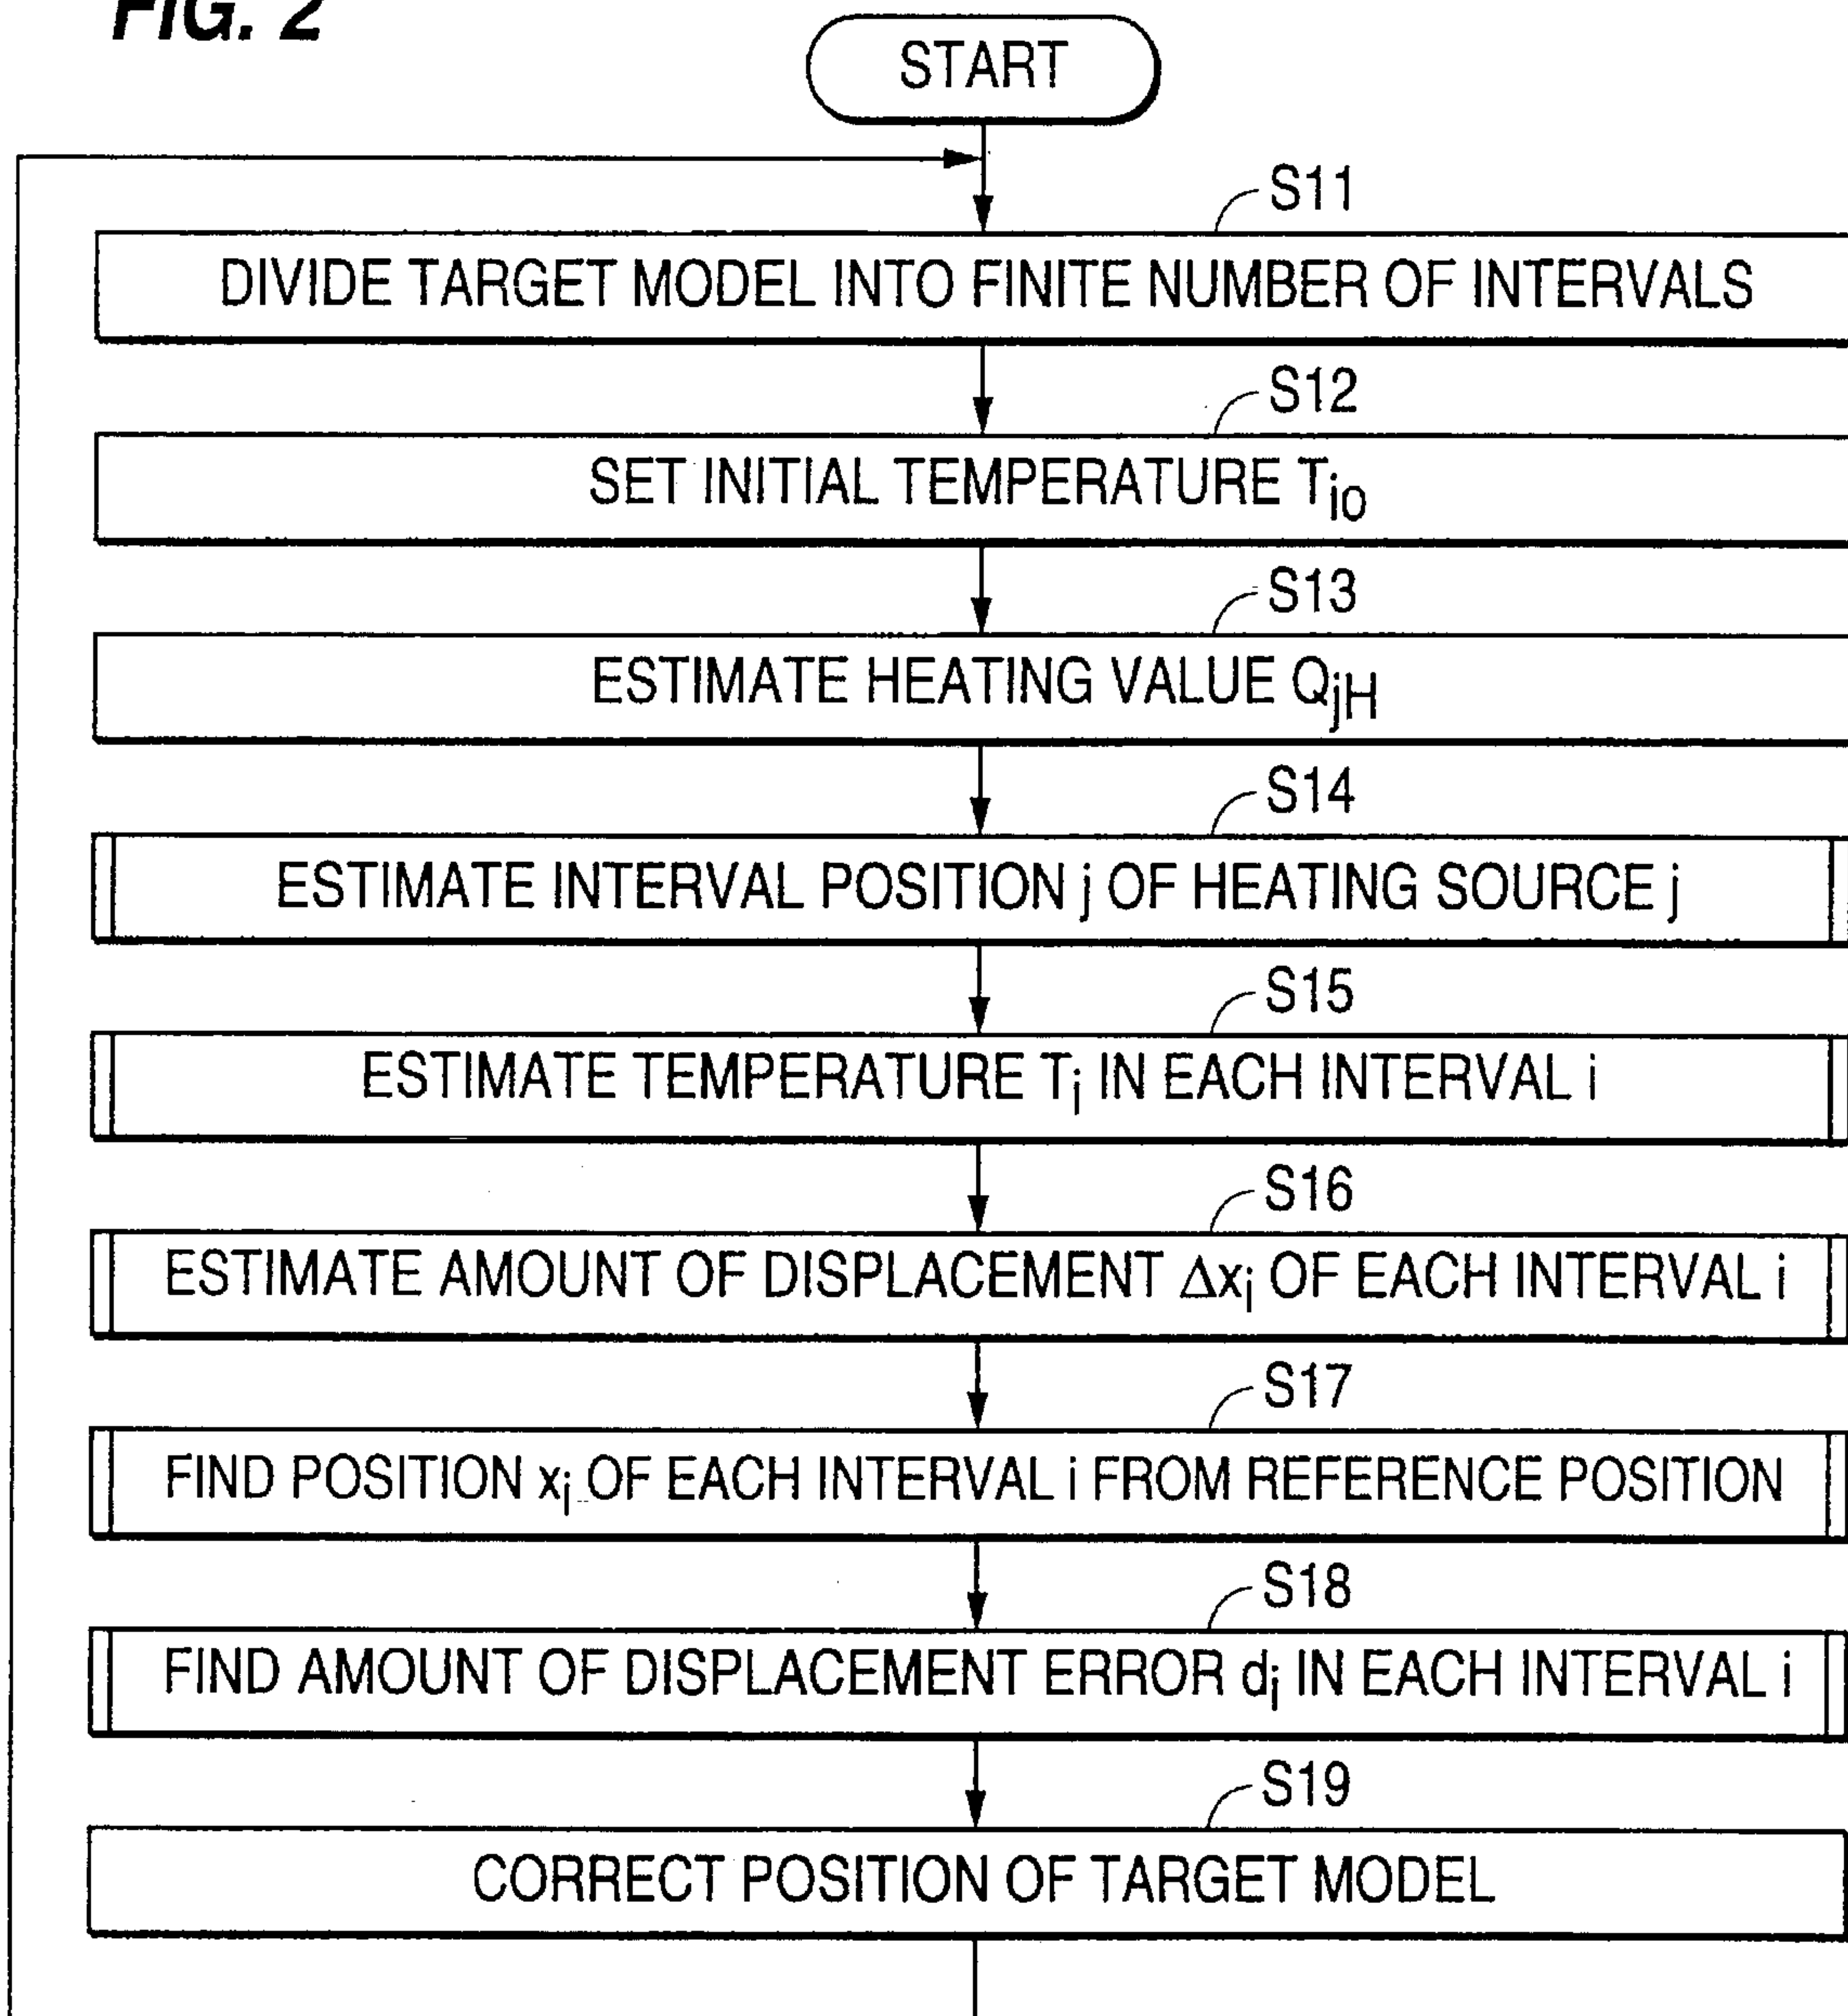 FIG. 2
START
S11
DIVIDE TARGET MODEL INTO FINITE NUMBER OF INTERVALS
S12
SET INITIAL TEMPERATURE Tio
S13
ESTIMATE HEATING VALUE QjH
S14
ESTIMATE INTERVAL POSITION j OF HEATING SOURCE j
S15
ESTIMATE TEMPERATURE Ti IN EACH INTERVAL i
S16
ESTIMATE AMOUNT OF DISPLACEMENT Δxi OF EACH INTERVAL i
S17
FIND POSITION xi OF EACH INTERVAL i FROM REFERENCE POSITION
S18
FIND AMOUNT OF DISPLACEMENT ERROR di IN EACH INTERVAL i
S19
CORRECT POSITION OF TARGET MODEL